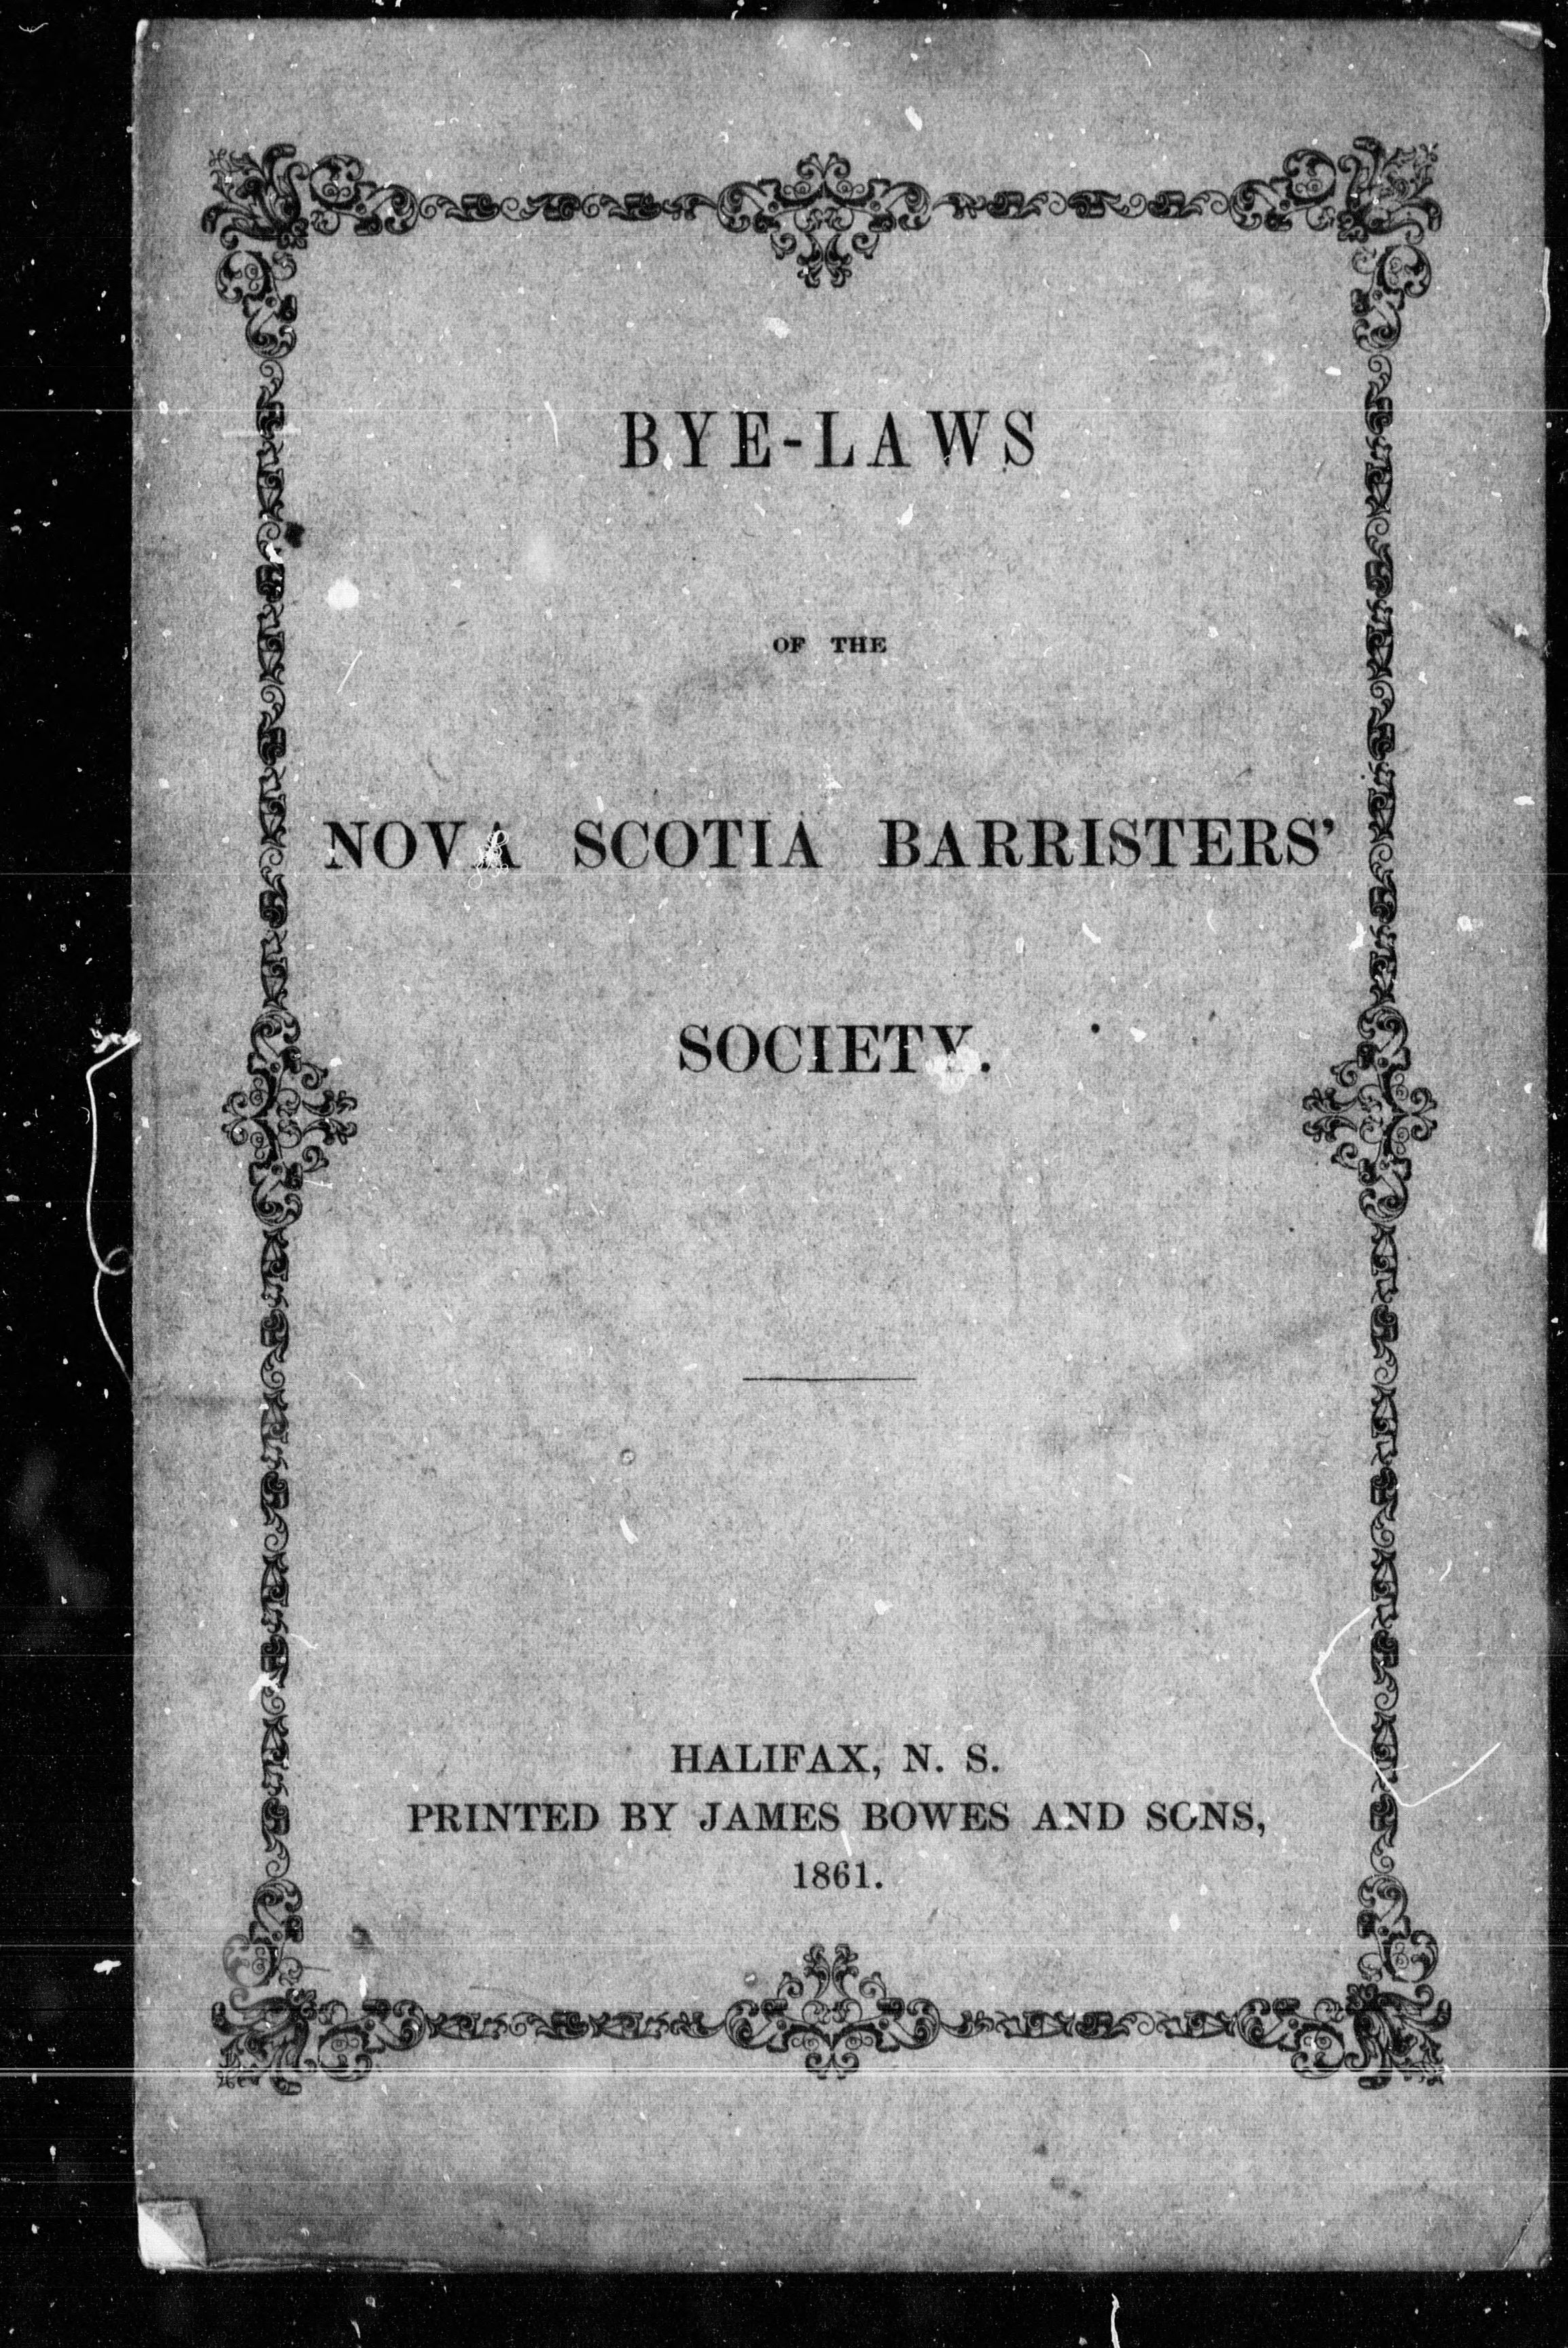 BYE-LAWS
OF THE
NOVA SCOTIA BARRISTERS'
SOCIETY.
HALIFAX, N. S.
PRINTED BY JAMES BOWES AND SONS,
1861.